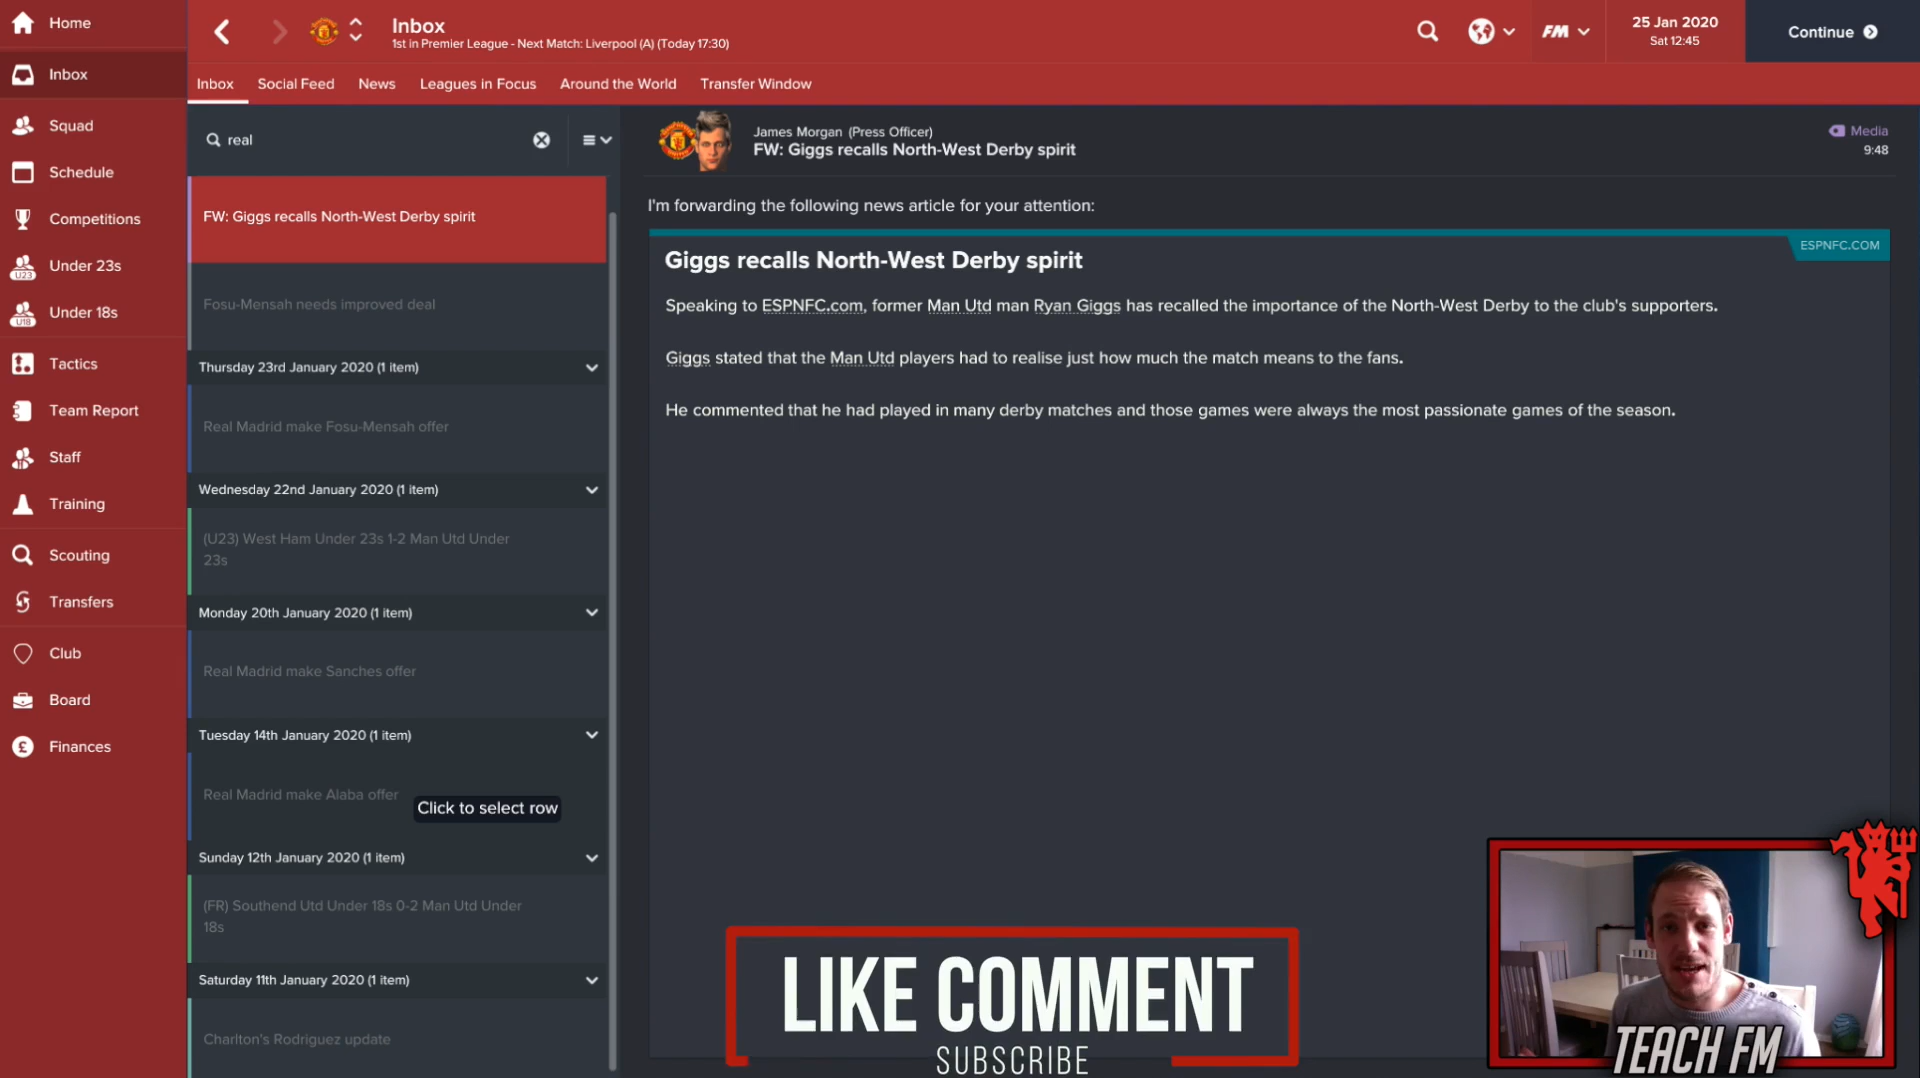 Home
Inbox
Squad
Schedule
Competitions
U23
Under 23s
U18
Under 18s
Tactics
Team Report
Staff
Training
Scouting
Transfers
Club
Board
£
Finances
Inbox
1st in Premier League - Next Match: Liverpool (A) (Today 17:30)
FM
25 Jan 2020
Sat 12:45
Continue
Inbox
Social Feed
News
Leagues in Focus
Around the World
Transfer Window
real
FW: Giggs recalls North-West Derby spirit
Fosu-Mensah needs improved deal
Thursday 23rd January 2020 (1 item)
Real Madrid make Fosu-Mensah offer
Wednesday 22nd January 2020 (1 item)
(U23) West Ham Under 23s 1-2 Man Utd Under
23s
Monday 20th January 2020 (1 item)
Real Madrid make Sanches offer
Tuesday 14th January 2020 (1 item)
Real Madrid make Alaba offer
Click to select row
Sunday 12th January 2020 (1 item)
(FR) Southend Utd Under 18s 0-2 Man Utd Under
18s
Saturday 11th January 2020 (1 item)
Charlton's Rodriguez update
James Morgan (Press Officer)
FW: Giggs recalls North-West Derby spirit
Media
9:48
I'm forwarding the following news article for your attention:
ESPNFC.COM
Giggs recalls North-West Derby spirit
Speaking to ESPNFC.com, former Man Utd man Ryan Giggs has recalled the importance of the North-West Derby to the club's supporters.
Giggs stated that the Man Utd players had to realise just how much the match means to the fans.
He commented that he had played in many derby matches and those games were always the most passionate games of the season.
LIKE COMMENT
SUBSCRIBE
TEACH FM